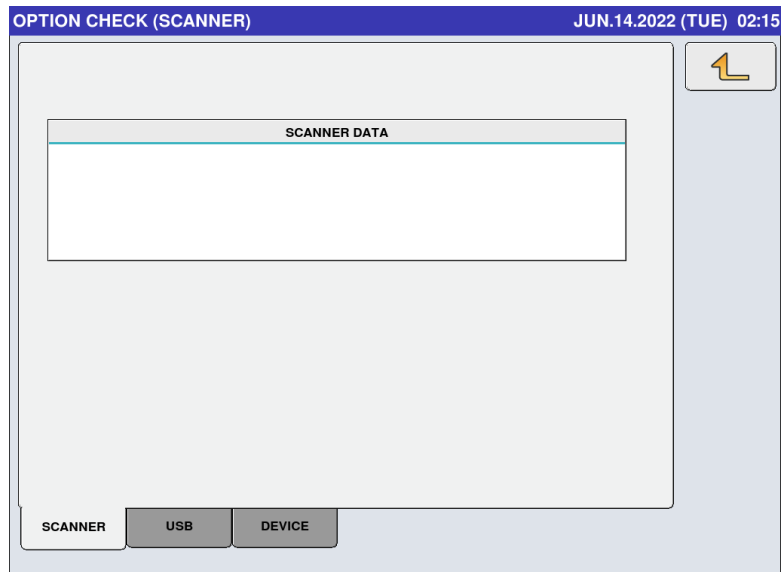 OPTION CHECK (SCANNER) JUN.14.2022 (TUE) 02:15
SCANNER DATA
SCANNER USB DEVICE